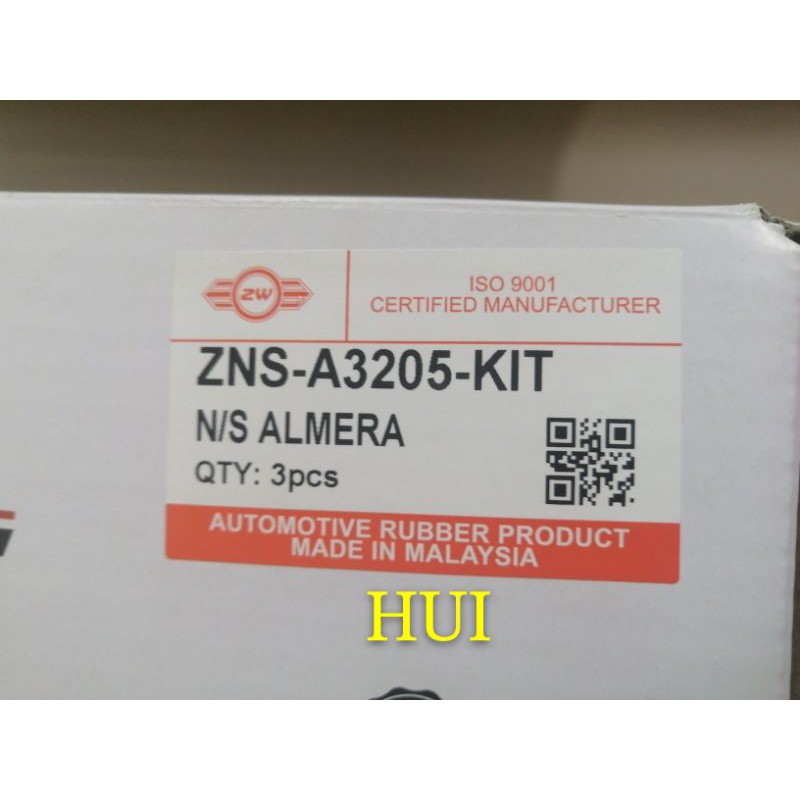 ZW
ISO 9001
CERTIFIED MANUFACTURER
ZNS-A3205-KIT
N/S ALMERA
QTY: 3pcs
AUTOMOTIVE RUBBER PRODUCT
MADE IN MALAYSIA
HUI